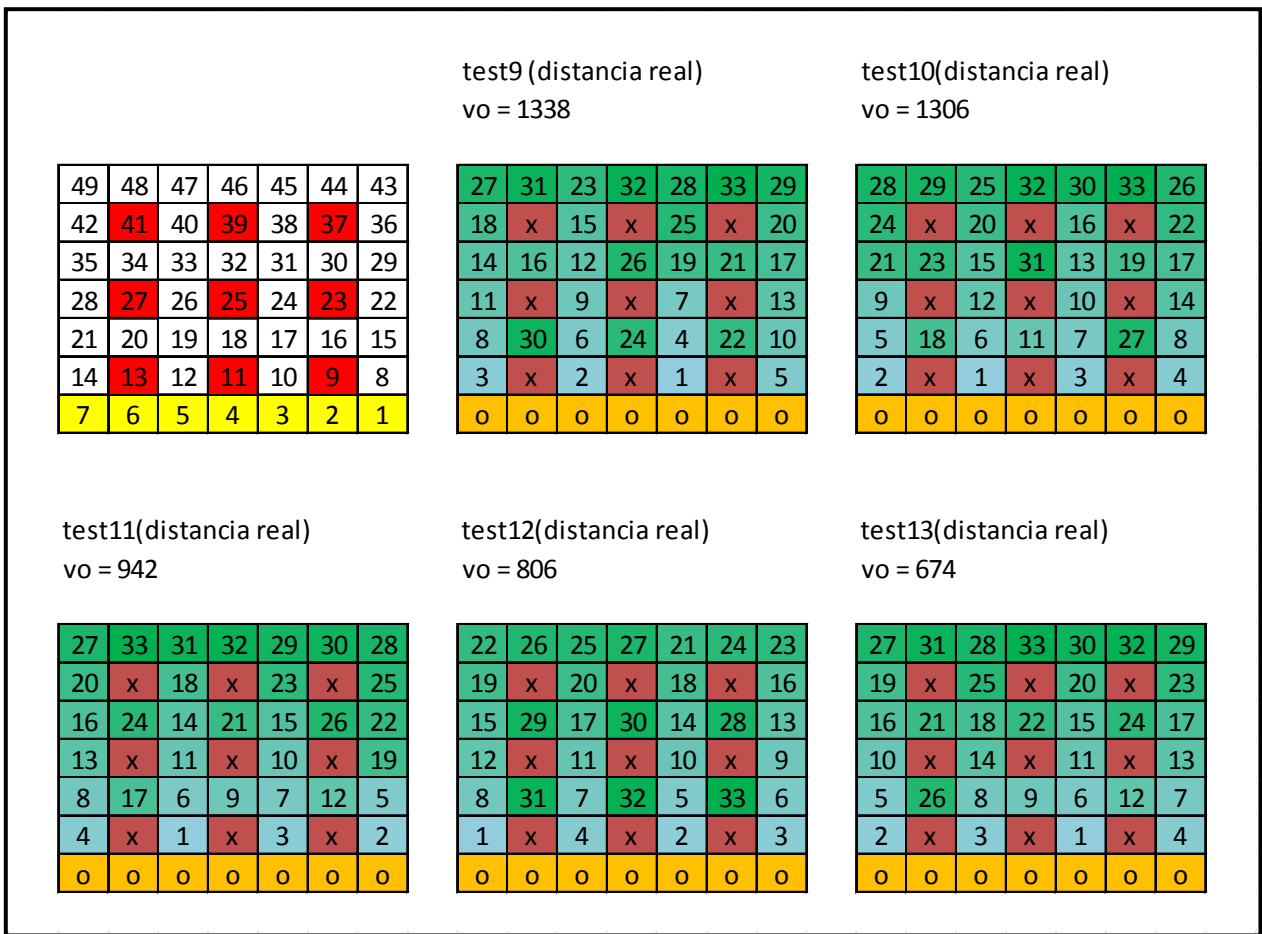 test9 (distancia real) test10(distancia real)
vo = 1338 vo = 1306
49 48 47 46 45 44 43 27 31 23 32 28 33 29 28 29 25 32 30 33 26
42 41 40 39 38 37 36 18 x 15 x 25 x 20 24 x 20 x 16 x 22
35 34 33 32 31 30 29 14 16 12 26 19 21 17 21 23 15 31 13 19 17
28 27 26 25 24 23 22 11 x 9 x 7 x 13 9 x 12 x 10 x 14
21 20 19 18 17 16 15 8 30 6 24 4 22 10 5 18 6 11 7 27 8
14 13 12 11 10 9 8 3 x 2 x 1 x 5 2 x 1 x 3 x 4
7 6 5 4 3 2 1 o o o o o o o o o o o o o o
test11(distancia real) test12(distancia real) test13(distancia real)
vo = 942 vo = 806 vo = 674
27 33 31 32 29 30 28 22 26 25 27 21 24 23 27 31 28 33 30 32 29
20 x 18 x 23 x 25 19 x 20 x 18 x 16 19 x 25 x 20 x 23
16 24 14 21 15 26 22 15 29 17 30 14 28 13 16 21 18 22 15 24 17
13 x 11 x 10 x 19 12 x 11 x 10 x 9 10 x 14 x 11 x 13
8 17 6 9 7 12 5 8 31 7 32 5 33 6 5 26 8 9 6 12 7
4 x 1 x 3 x 2 1 x 4 x 2 x 3 2 x 3 x 1 x 4
o o o o o o o o o o o o o o o o o o o o o